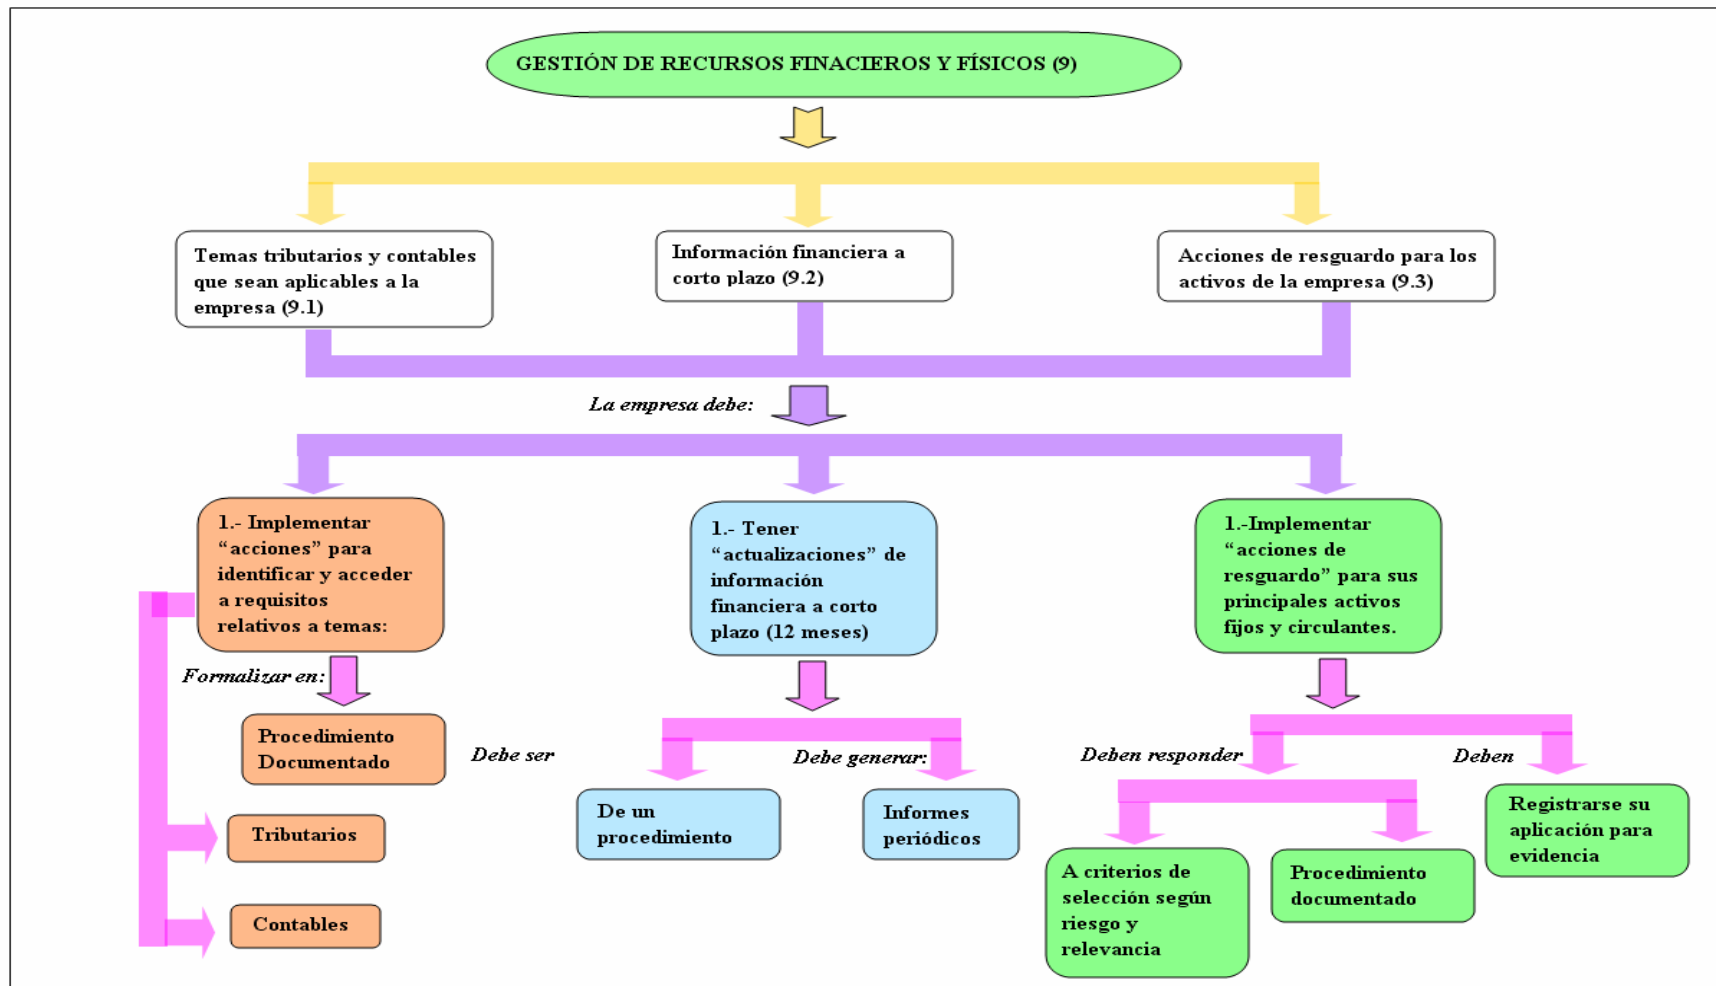 GESTIÓN DE RECURSOS FINACIEROS Y FÍSICOS (9)
Temas tributarios y contables
que sean aplicables a la
empresa (9.1)
Información financiera a
corto plazo (9.2)
Acciones de resguardo para los
activos de la empresa (9.3)
La empresa debe:
1.- Implementar
“acciones” para
identificar y acceder
a requisitos
relativos a temas:
1.- Tener
“actualizaciones” de
información
financiera a corto
plazo (12 meses)
1.-Implementar
“acciones de
resguardo” para sus
principales activos
fijos y circulantes.
Formalizar en:
Procedimiento
Documentado
Tributarios
Contables
Debe ser
Debe generar:
De un
procedimiento
Informes
periódicos
Deben responder
Deben
A criterios de
selección según
riesgo y
relevancia
Procedimiento
documentado
Registrarse su
aplicación para
evidencia